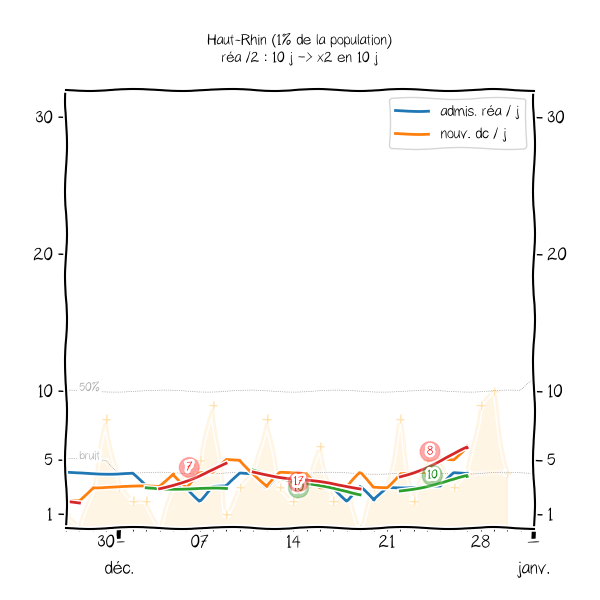 Haut-Rhin (1% de la population)
réa /2 : 10 j -> x2 en 10 j
admis. réa / j
nouv. dc / j
30
30
20
20
50%
10
10
bruit
5
5
7
17
8
10
1
1
30
07
14
21
28
déc.
janv.